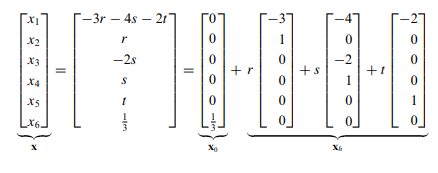 [x₁ x₂ x₃ x₄ x₅ x₆] = [−3r − 4s − 2t r −2s s t 1/3] = [0 0 0 0 0 1/3] + r [−3 1 0 0 0 0] + s [−4 0 −2 1 0 0] + t [−2 0 0 0 1 0]
x x₀ xₕ